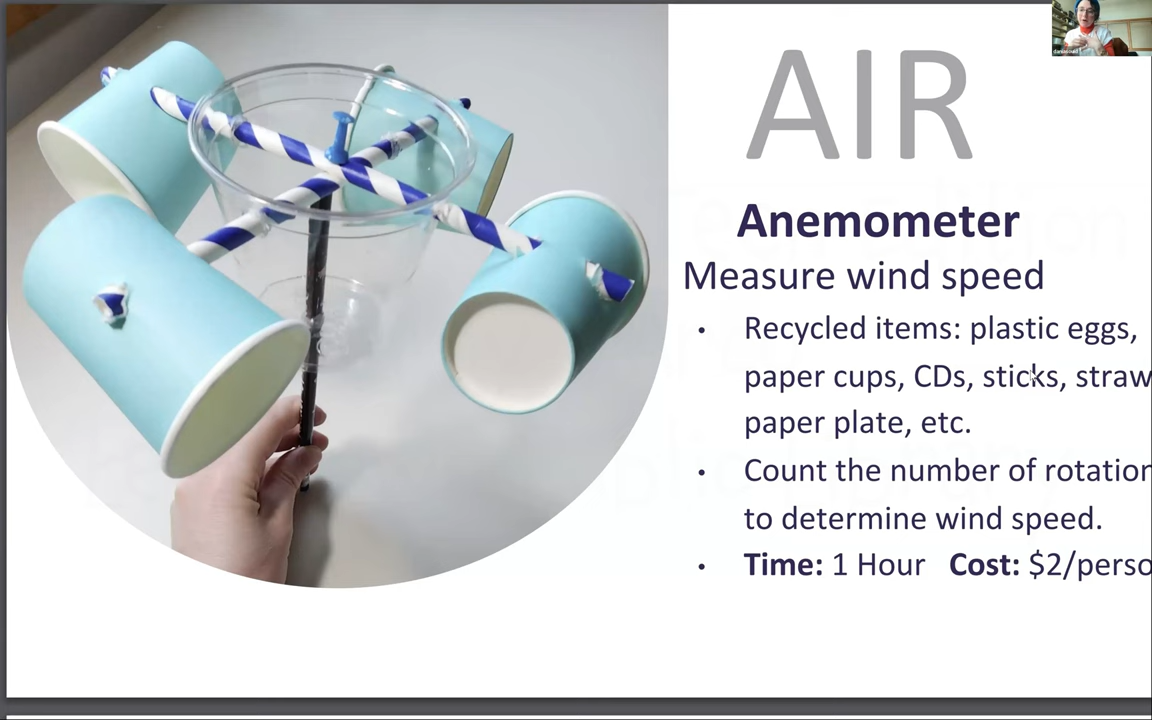 AIR
Anemometer
Measure wind speed
• Recycled items: plastic eggs,
paper cups, CDs, sticks, straw
paper plate, etc.
• Count the number of rotation
to determine wind speed.
• Time: 1 Hour Cost: $2/perso